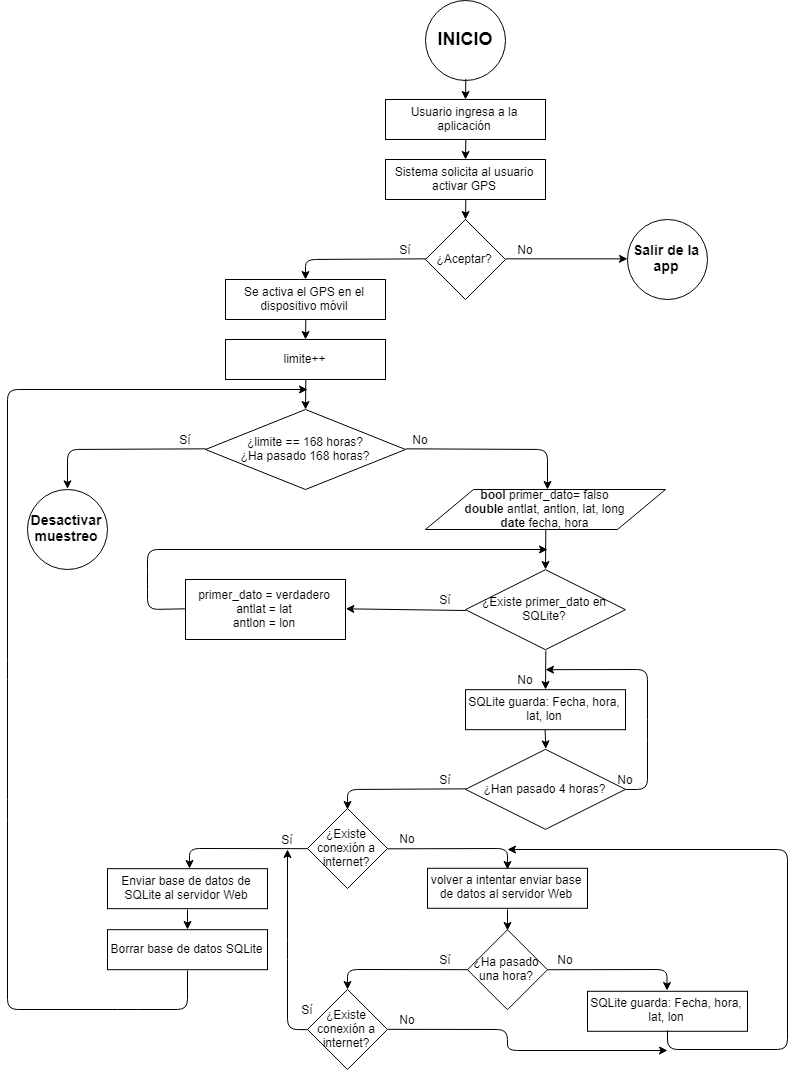 INICIO
Usuario ingresa a la
aplicación
Sistema solicita al usuario
activar GPS
¿Aceptar?
Sí
No
Salir de la
app
Se activa el GPS en el
dispositivo móvil
limite++
¿limite == 168 horas?
¿Ha pasado 168 horas?
Sí
No
Desactivar
muestreo
bool primer_dato= falso
double antlat, antlon, lat, long
date fecha, hora
¿Existe primer_dato en
SQLite?
Sí
primer_dato = verdadero
antlat = lat
antlon = lon
No
SQLite guarda: Fecha, hora,
lat, lon
¿Han pasado 4 horas?
Sí
No
¿Existe
conexión a
internet?
Sí
No
Enviar base de datos de
SQLite al servidor Web
volver a intentar enviar base
de datos al servidor Web
Borrar base de datos SQLite
¿Ha pasado
una hora?
Sí
No
SQLite guarda: Fecha, hora,
lat, lon
¿Existe
conexión a
internet?
Sí
No